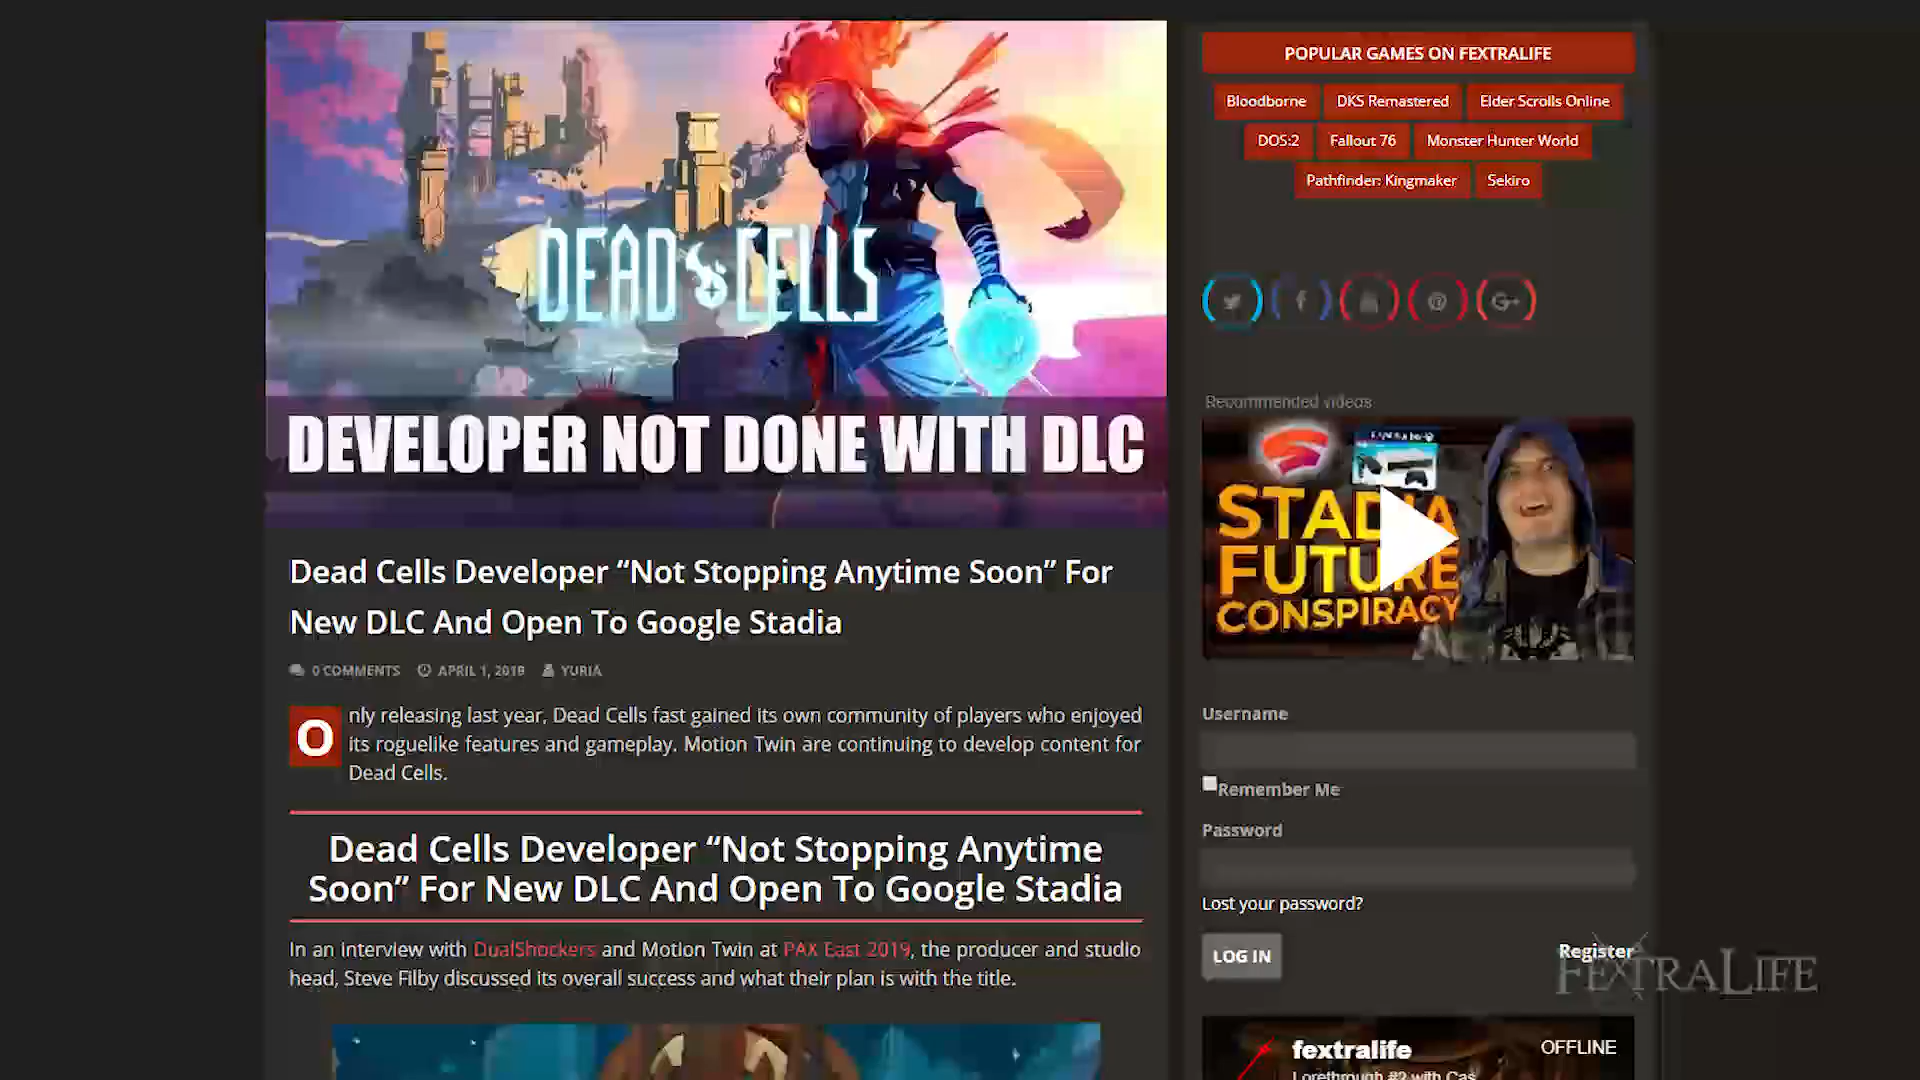 DEAD CELLS
DEVELOPER NOT DONE WITH DLC
Dead Cells Developer “Not Stopping Anytime Soon” For
New DLC And Open To Google Stadia
0 COMMENTS APRIL 1, 2019 YURIA
Only releasing last year, Dead Cells fast gained its own community of players who enjoyed
its roguelike features and gameplay. Motion Twin are continuing to develop content for
Dead Cells.
Dead Cells Developer “Not Stopping Anytime
Soon” For New DLC And Open To Google Stadia
In an interview with DualShockers and Motion Twin at PAX East 2019, the producer and studio
head, Steve Filby discussed its overall success and what their plan is with the title.
POPULAR GAMES ON FEXTRALIFE
Bloodborne DKS Remastered Elder Scrolls Online
DOS:2 Fallout 76 Monster Hunter World
Pathfinder: Kingmaker Sekiro
Recommended videos
STADIA
FUTURE
CONSPIRACY
Username
Remember Me
Password
Lost your password?
LOG IN Register
FEXTRALIFE
fextralife OFFLINE
Lorethrough #2 with Cas